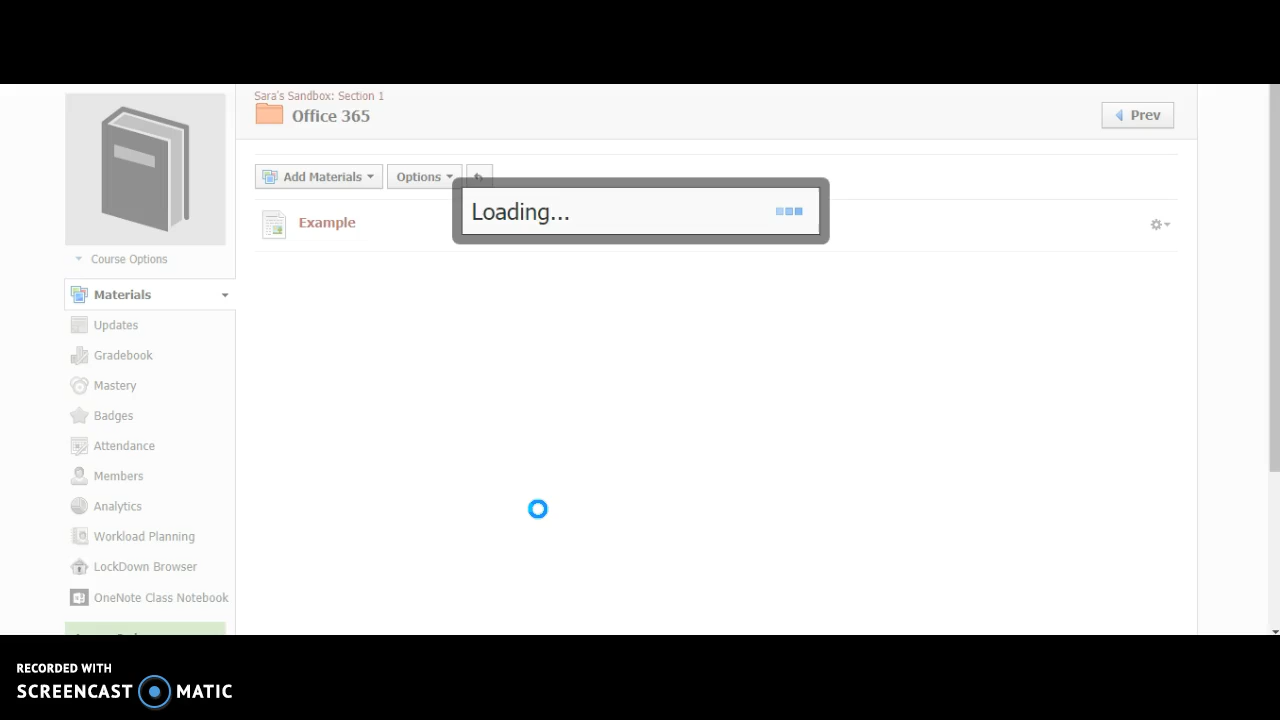 Sara's Sandbox: Section 1
Office 365
Prev
Add Materials
Options
Loading...
Example
Course Options
Materials
Updates
Gradebook
Mastery
Badges
Attendance
Members
Analytics
Workload Planning
LockDown Browser
OneNote Class Notebook
RECORDED WITH
SCREENCAST MATIC